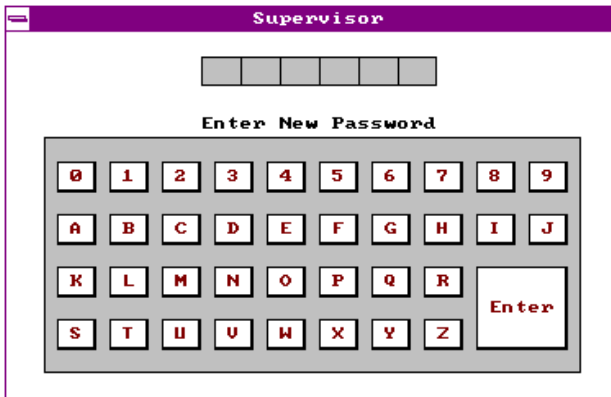 Supervisor
Enter New Password
0 1 2 3 4 5 6 7 8 9
A B C D E F G H I J
K L M N O P Q R
Enter
S T U V W X Y Z